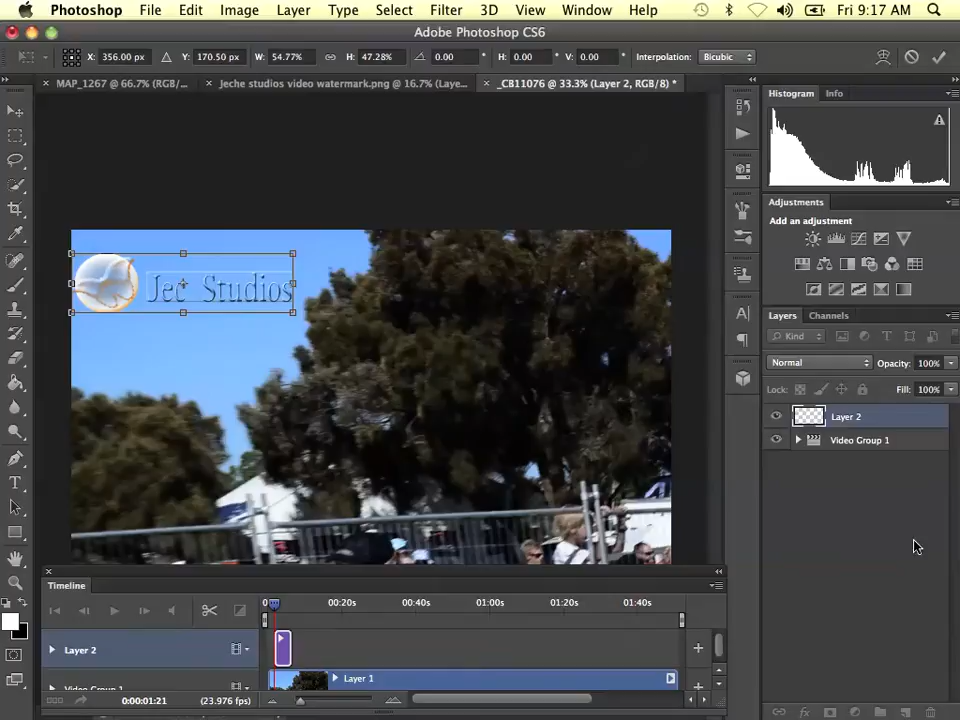 Photoshop File Edit Image Layer Type Select Filter 3D View Window Help Fri 9:17 AM
Adobe Photoshop CS6
X: 356.00 px Y: 170.50 px W: 54.77% H: 47.28% 0.00 ° H: 0.00 ° V: 0.00 ° Interpolation: Bicubic
MAP_1267 @ 66.7% (RGB/... Jeche studios video watermark.png @ 16.7% (Laye... _CB11076 @ 33.3% (Layer 2, RGB/8) *
Histogram Info
Adjustments
Add an adjustment
Jec Studios
Layers Channels
Kind
Normal Opacity: 100%
Lock: Fill: 100%
Layer 2
Video Group 1
Timeline
0 00:20s 00:40s 01:00s 01:20s 01:40s
Layer 2
Layer 1
Video Group 1
0:00:01:21 (23.976 fps)